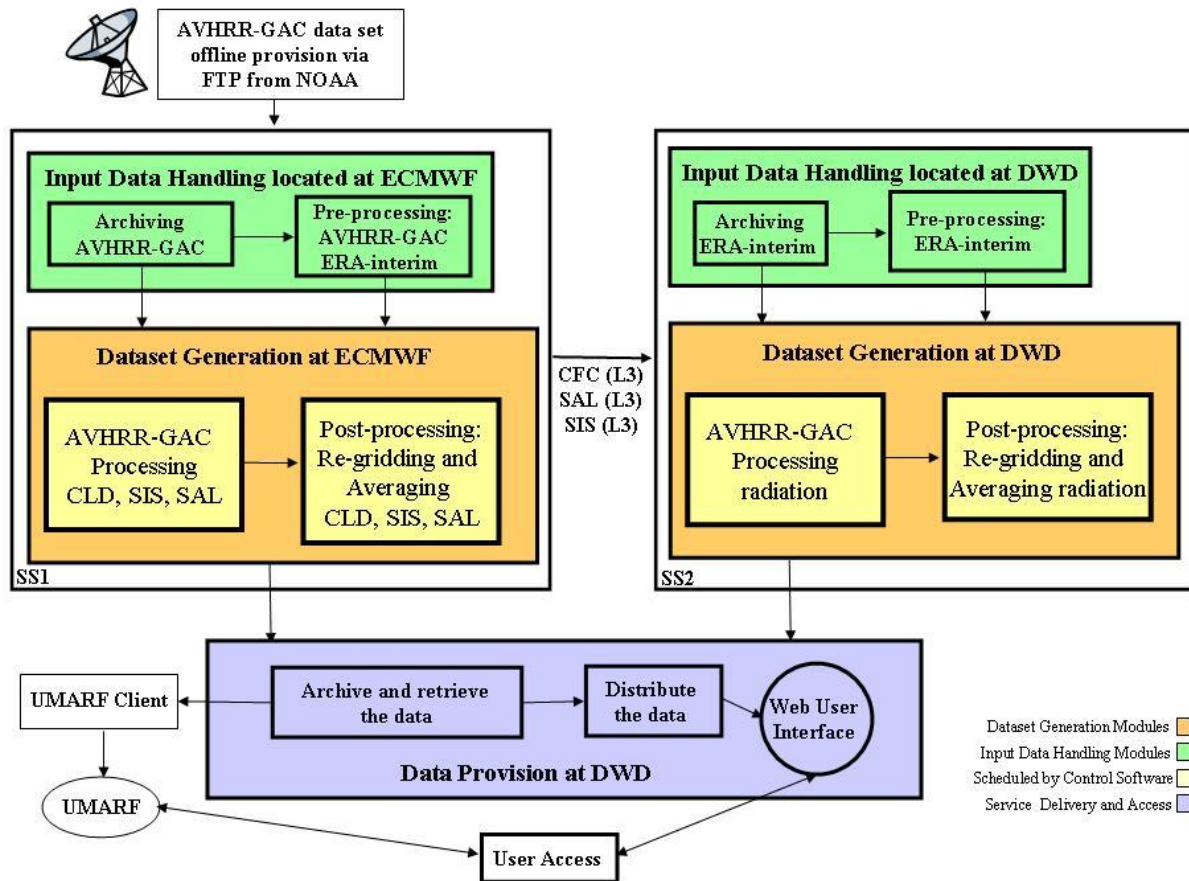 AVHRR-GAC data set
offline provision via
FTP from NOAA
Input Data Handling located at ECMWF
Archiving
AVHRR-GAC
Pre-processing:
AVHRR-GAC
ERA-interim
Dataset Generation at ECMWF
AVHRR-GAC
Processing
CLD, SIS, SAL
Post-processing:
Re-gridding and
Averaging
CLD, SIS, SAL
SS1
CFC (L3)
SAL (L3)
SIS (L3)
Input Data Handling located at DWD
Archiving
ERA-interim
Pre-processing:
ERA-interim
Dataset Generation at DWD
AVHRR-GAC
Processing
radiation
Post-processing:
Re-gridding and
Averaging radiation
SS2
UMARF Client
Archive and retrieve
the data
Distribute
the data
Web User
Interface
Data Provision at DWD
UMARF
User Access
Dataset Generation Modules
Input Data Handling Modules
Scheduled by Control Software
Service Delivery and Access